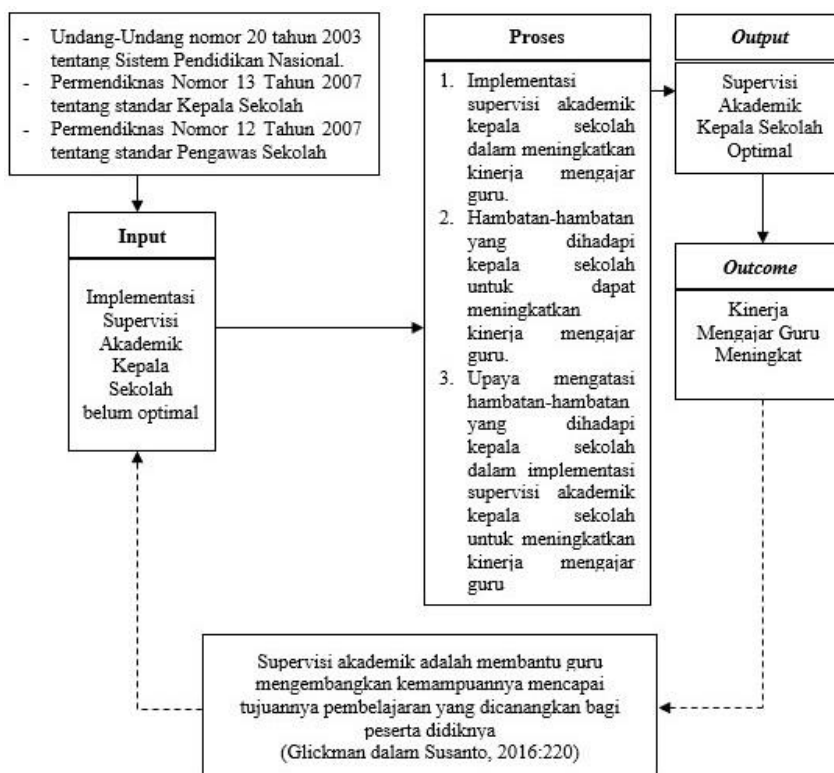 - Undang-Undang nomor 20 tahun 2003
tentang Sistem Pendidikan Nasional.
- Permendiknas Nomor 13 Tahun 2007
tentang standar Kepala Sekolah
- Permendiknas Nomor 12 Tahun 2007
tentang standar Pengawas Sekolah
Input
Implementasi
Supervisi
Akademik
Kepala
Sekolah
belum optimal
Proses
1. Implementasi
supervisi akademik
kepala sekolah
dalam meningkatkan
kinerja mengajar
guru.
2. Hambatan-hambatan
yang dihadapi
kepala sekolah
untuk dapat
meningkatkan
kinerja mengajar
guru.
3. Upaya mengatasi
hambatan-hambatan
yang dihadapi
kepala sekolah
dalam implementasi
supervisi akademik
kepala sekolah
untuk meningkatkan
kinerja mengajar
guru
Output
Supervisi
Akademik
Kepala Sekolah
Optimal
Outcome
Kinerja
Mengajar Guru
Meningkat
Supervisi akademik adalah membantu guru
mengembangkan kemampuannya mencapai
tujuannya pembelajaran yang dicanangkan bagi
peserta didiknya
(Glickman dalam Susanto, 2016:220)